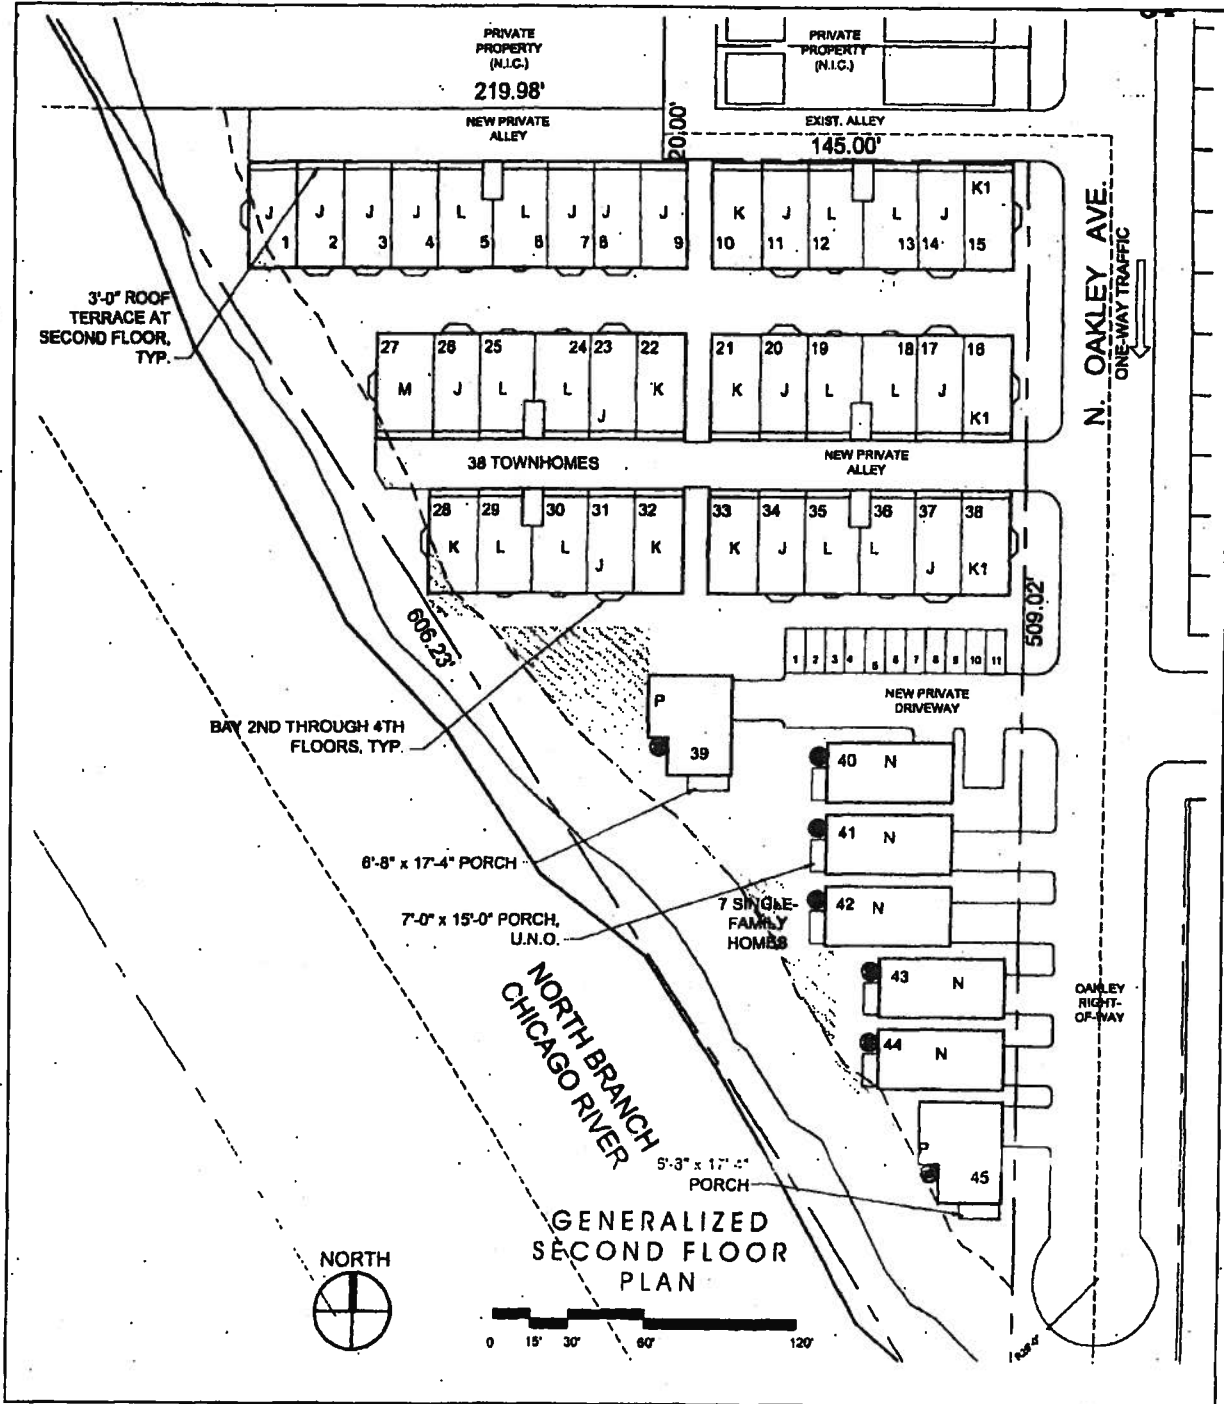 PRIVATE
PROPERTY
(N.I.C.)
219.98'
PRIVATE
PROPERTY
(N.I.C.)
NEW PRIVATE
ALLEY
20.00'
EXIST. ALLEY
145.00'
J J J J L L J J J K J L L J K1
1 2 3 4 5 6 7 8 9 10 11 12 13 14 15
N. OAKLEY AVE.
ONE-WAY TRAFFIC
3'-0" ROOF
TERRACE AT
SECOND FLOOR,
TYP.
27 26 25 24 23 22 21 20 19 18 17 16
M J L L J K K J L L J K1
38 TOWNHOMES
NEW PRIVATE
ALLEY
28 29 30 31 32 33 34 35 36 37 38
K L L J K K J L L J K1
606.23'
509.02'
1 2 3 4 5 6 7 8 9 10 11
NEW PRIVATE
DRIVEWAY
BAY 2ND THROUGH 4TH
FLOORS, TYP.
P
39
40 N
41 N
6'-8" x 17'-4" PORCH
7'-0" x 15'-0" PORCH,
U.N.O.
7 SINGLE-
FAMILY
HOMES
42 N
43 N
OAKLEY
RIGHT-
OF-WAY
44 N
NORTH BRANCH
CHICAGO RIVER
P
45
5'-3" x 17'-4"
PORCH
GENERALIZED
SECOND FLOOR
PLAN
NORTH
0 15' 30' 60' 120'